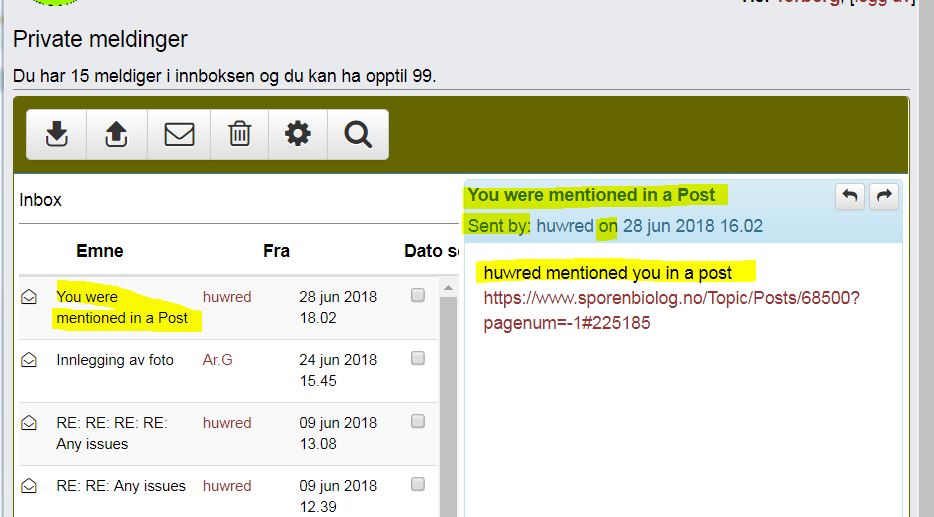 Private meldinger
Du har 15 meldiger i innboksen og du kan ha opptil 99.
Inbox
Emne Fra Dato s
You were huwred 28 jun 2018
mentioned in a Post 18.02
Innlegging av foto Ar.G 24 jun 2018
15.45
RE: RE: RE: RE: huwred 09 jun 2018
Any issues 13.08
RE: RE: Any issues huwred 09 jun 2018
12.39
You were mentioned in a Post
Sent by: huwred on 28 jun 2018 16.02
huwred mentioned you in a post
https://www.sporenbiolog.no/Topic/Posts/68500?
pagenum=-1#225185